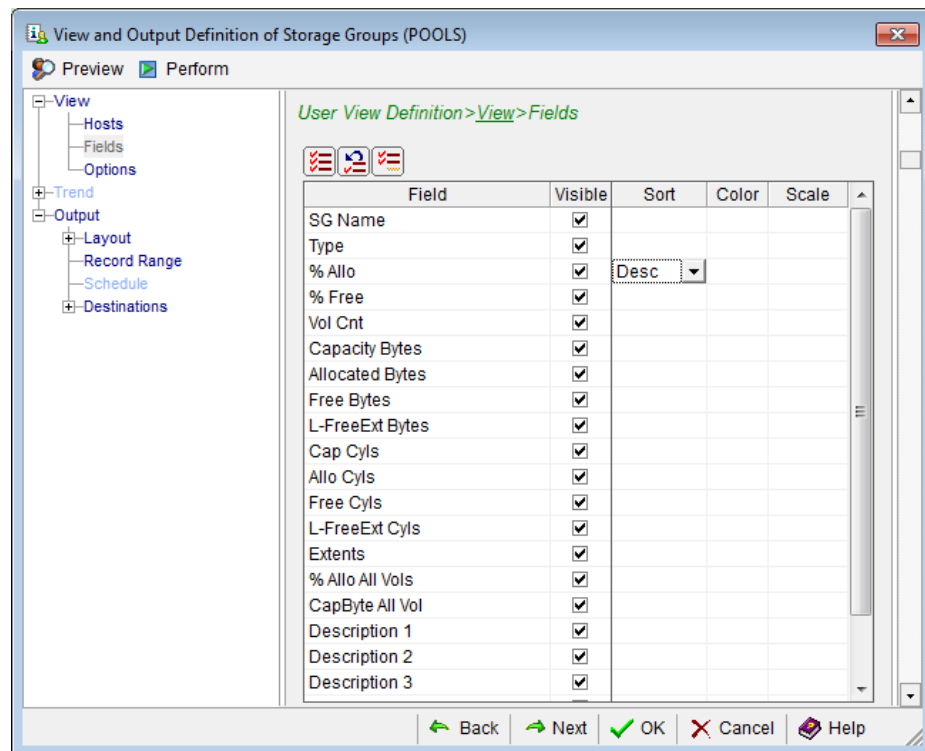 View and Output Definition of Storage Groups (POOLS)
Preview Perform
View
Hosts
Fields
Options
Trend
Output
Layout
Record Range
Schedule
Destinations
User View Definition>View>Fields
Field Visible Sort Color Scale
SG Name
Type
% Allo Desc
% Free
Vol Cnt
Capacity Bytes
Allocated Bytes
Free Bytes
L-FreeExt Bytes
Cap Cyls
Allo Cyls
Free Cyls
L-FreeExt Cyls
Extents
% Allo All Vols
CapByte All Vol
Description 1
Description 2
Description 3
Back Next OK Cancel Help